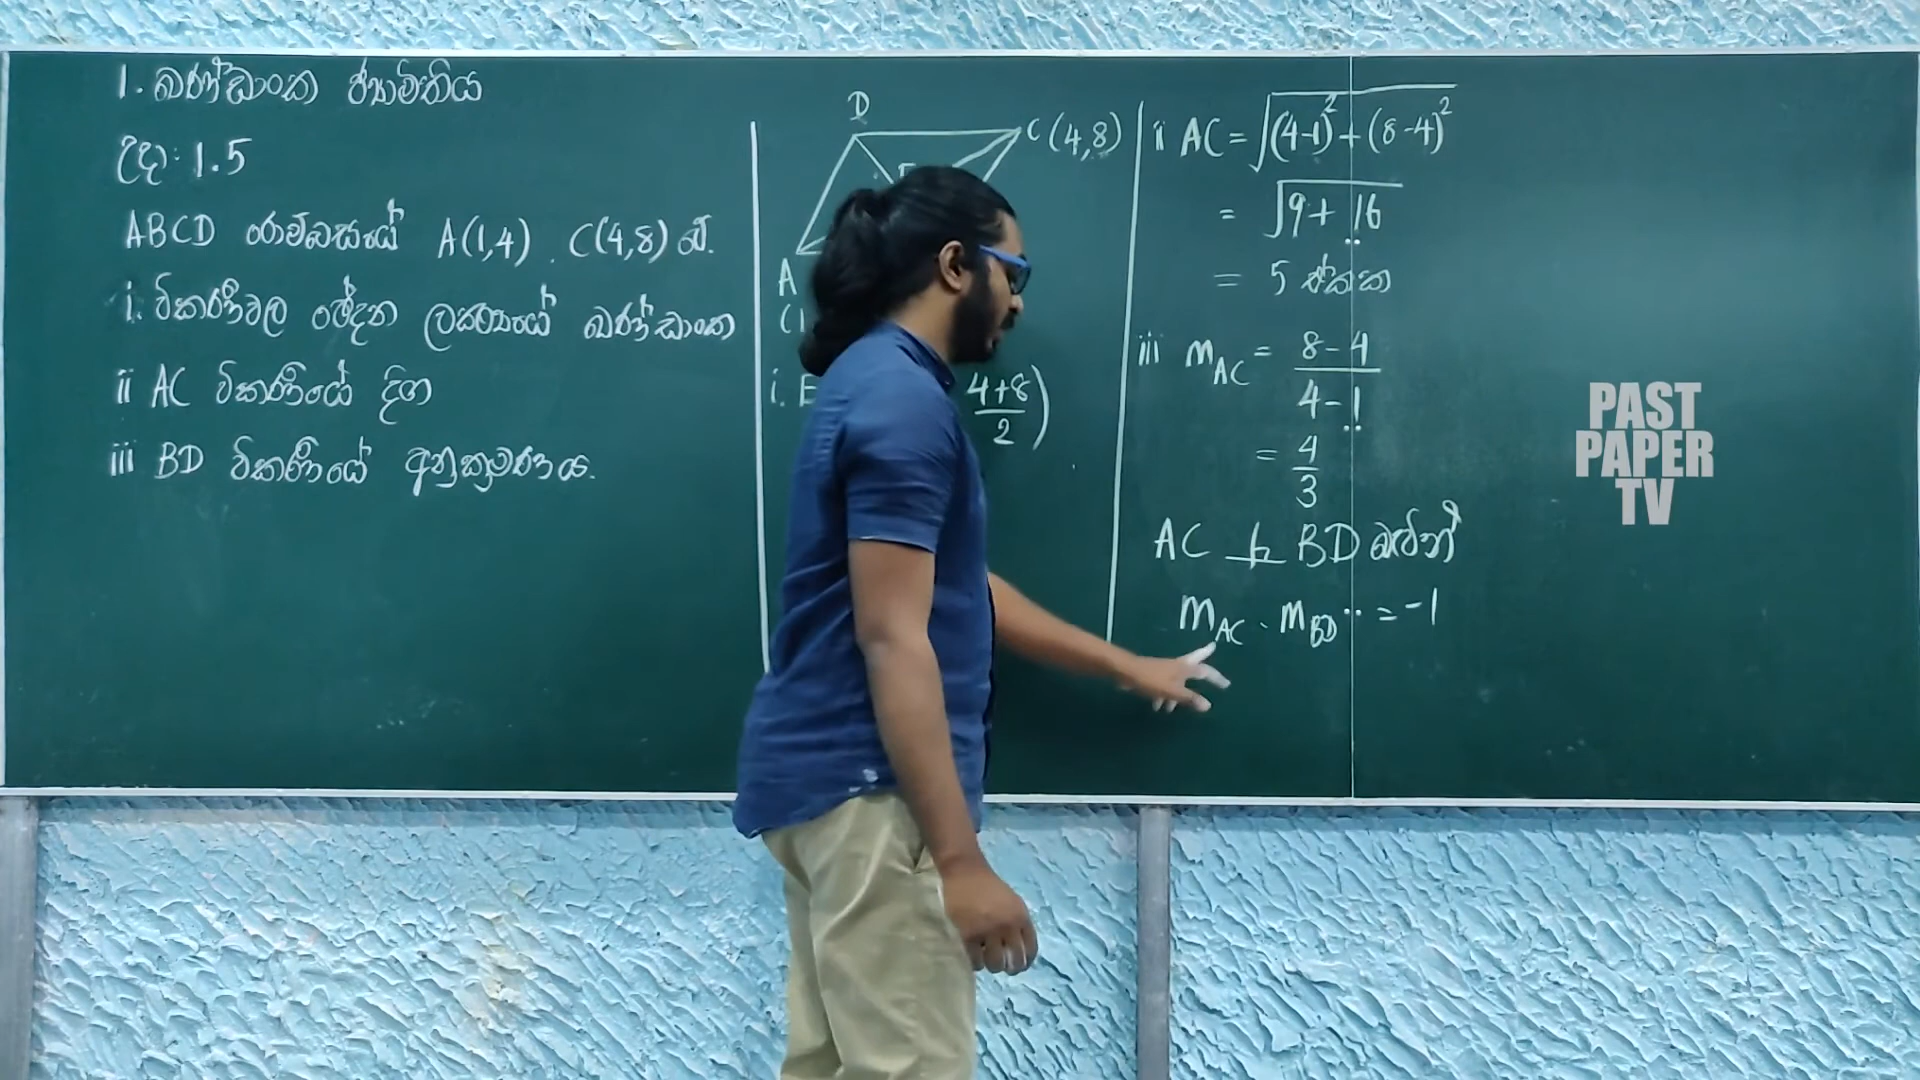 1. ඛණ්ඩාංක ජ්‍යාමිතිය
උදා: 1.5
ABCD රොම්බසයේ A(1,4) . C(4,8) වේ.
i. විකර්ණවල ඡේදන ලක්ෂ්‍යයේ ඛණ්ඩාංක
ii AC විකර්ණයේ දිග
iii BD විකර්ණයේ අනුක්‍රමණය.
D
C (4,8)
A
(1
i. E
4+8
2 )
ii AC = √(4-1)² + (8-4)²
= √9 + 16
= 5 ඒකක
iii m_AC = 8-4
4-1
= 4
3
AC ⊥ BD බැවින්
m_AC . m_BD = -1
PAST
PAPER
TV